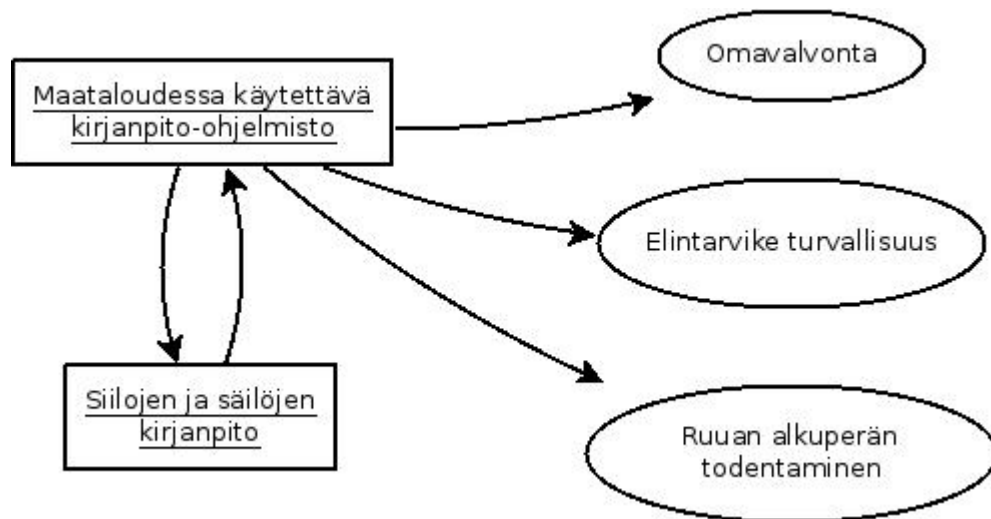 Maataloudessa käytettävä
kirjanpito-ohjelmisto
Omavalvonta
Elintarvike turvallisuus
Siilojen ja säilöjen
kirjanpito
Ruuan alkuperän
todentaminen